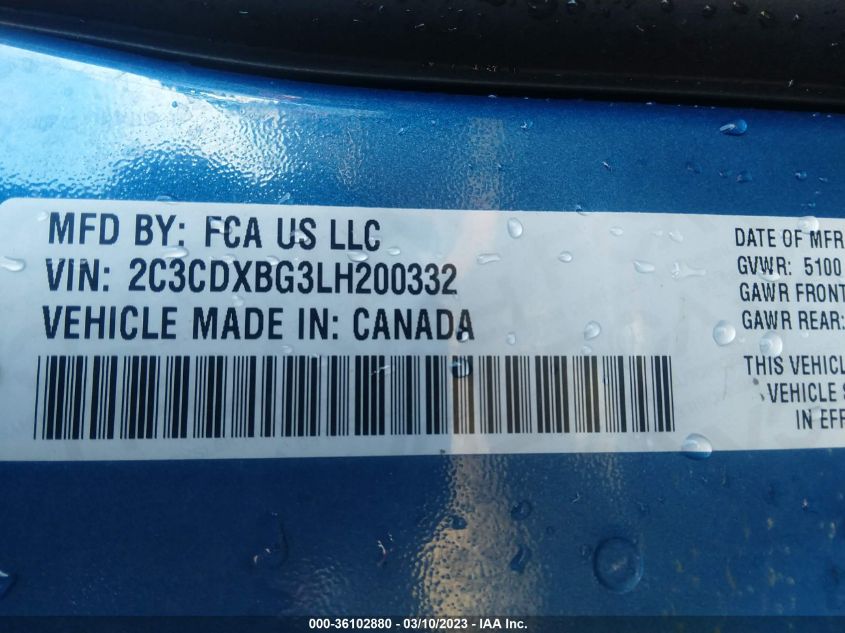 MFD BY: FCA US LLC
VIN: 2C3CDXBG3LH200332
VEHICLE MADE IN: CANADA
DATE OF MFR
GVWR: 5100
GAWR FRONT
GAWR REAR:
THIS VEHICL
VEHICLE S
IN EFF
000-36102880 - 03/10/2023 - IAA Inc.